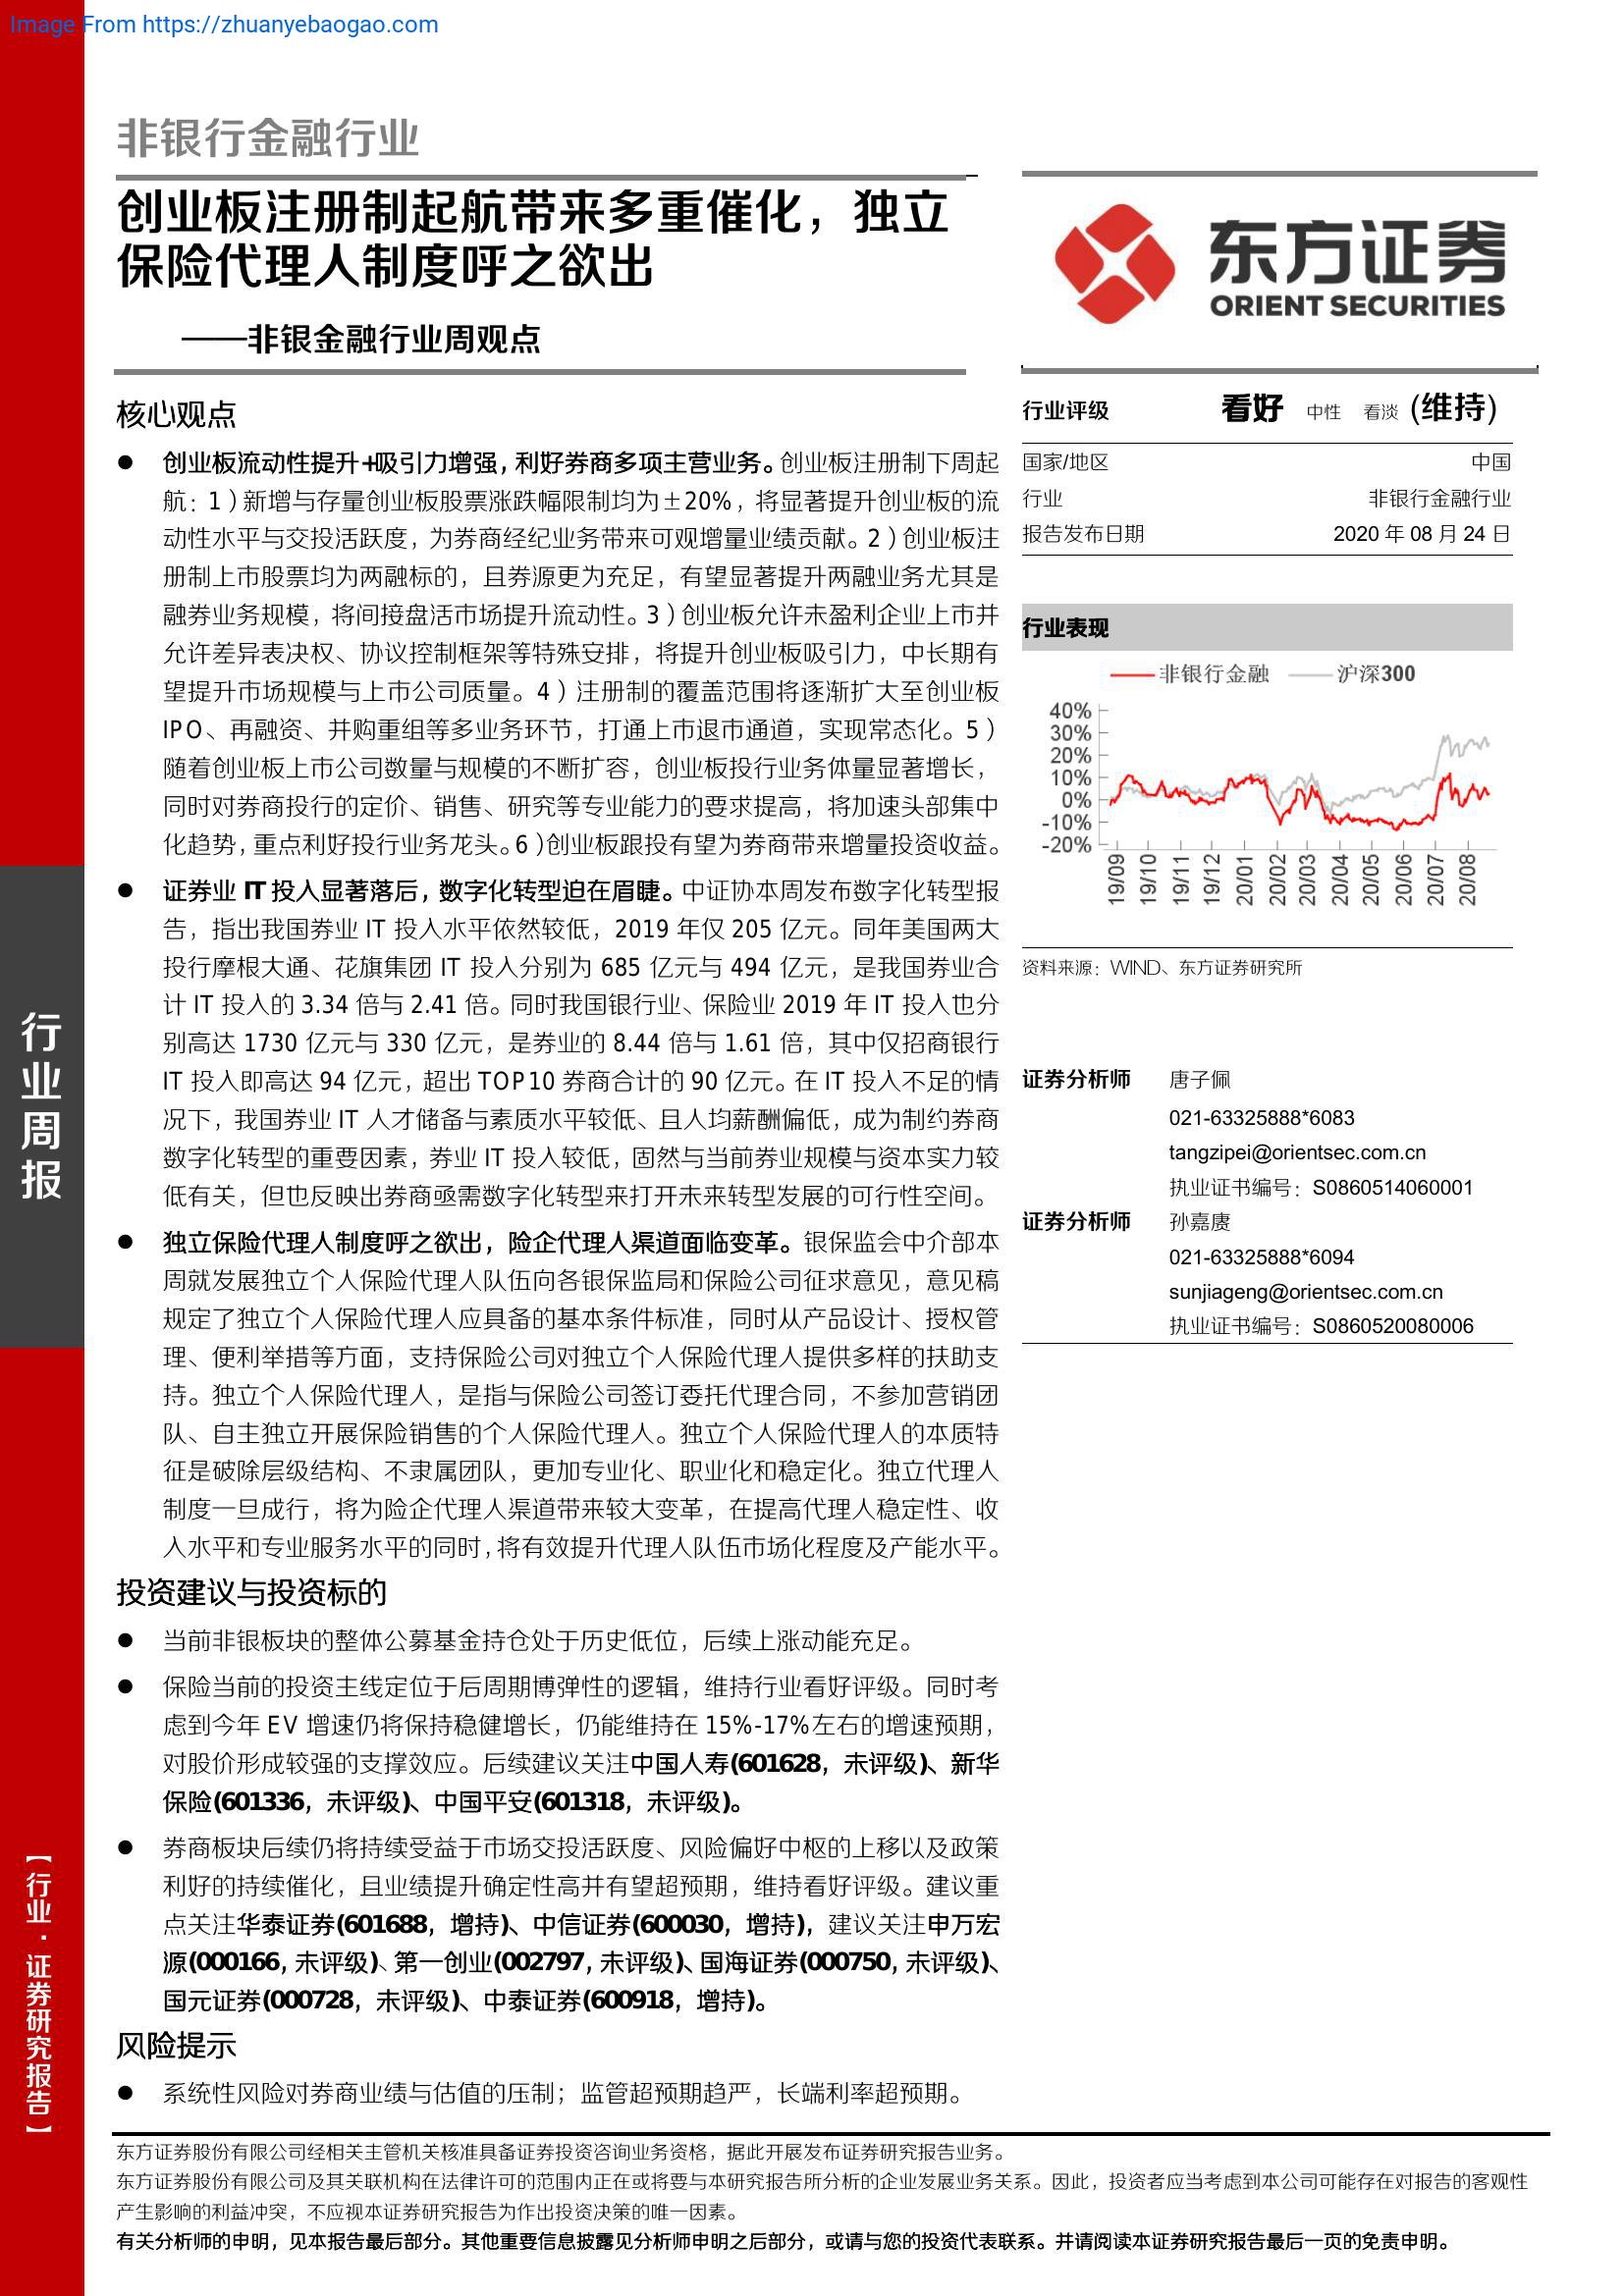 Image From https://zhuanyebaogao.com
非银行金融行业
创业板注册制起航带来多重催化，独立
保险代理人制度呼之欲出
——非银金融行业周观点
东方证券
ORIENT SECURITIES
核心观点
● 创业板流动性提升+吸引力增强，利好券商多项主营业务。创业板注册制下周起
航：1）新增与存量创业板股票涨跌幅限制均为±20%，将显著提升创业板的流
动性水平与交投活跃度，为券商经纪业务带来可观增量业绩贡献。2）创业板注
册制上市股票均为两融标的，且券源更为充足，有望显著提升两融业务尤其是
融券业务规模，将间接盘活市场提升流动性。3）创业板允许未盈利企业上市并
允许差异表决权、协议控制框架等特殊安排，将提升创业板吸引力，中长期有
望提升市场规模与上市公司质量。4）注册制的覆盖范围将逐渐扩大至创业板
IPO、再融资、并购重组等多业务环节，打通上市退市通道，实现常态化。5）
随着创业板上市公司数量与规模的不断扩容，创业板投行业务体量显著增长，
同时对券商投行的定价、销售、研究等专业能力的要求提高，将加速头部集中
化趋势，重点利好投行业务龙头。6）创业板跟投有望为券商带来增量投资收益。
● 证券业 IT 投入显著落后，数字化转型迫在眉睫。中证协本周发布数字化转型报
告，指出我国券业 IT 投入水平依然较低，2019 年仅 205 亿元。同年美国两大
投行摩根大通、花旗集团 IT 投入分别为 685 亿元与 494 亿元，是我国券业合
计 IT 投入的 3.34 倍与 2.41 倍。同时我国银行业、保险业 2019 年 IT 投入也分
别高达 1730 亿元与 330 亿元，是券业的 8.44 倍与 1.61 倍，其中仅招商银行
IT 投入即高达 94 亿元，超出 TOP10 券商合计的 90 亿元。在 IT 投入不足的情
况下，我国券业 IT 人才储备与素质水平较低、且人均薪酬偏低，成为制约券商
数字化转型的重要因素，券业 IT 投入较低，固然与当前券业规模与资本实力较
低有关，但也反映出券商亟需数字化转型来打开未来转型发展的可行性空间。
● 独立保险代理人制度呼之欲出，险企代理人渠道面临变革。银保监会中介部本
周就发展独立个人保险代理人队伍向各银保监局和保险公司征求意见，意见稿
规定了独立个人保险代理人应具备的基本条件标准，同时从产品设计、授权管
理、便利举措等方面，支持保险公司对独立个人保险代理人提供多样的扶助支
持。独立个人保险代理人，是指与保险公司签订委托代理合同，不参加营销团
队、自主独立开展保险销售的个人保险代理人。独立个人保险代理人的本质特
征是破除层级结构、不隶属团队，更加专业化、职业化和稳定化。独立代理人
制度一旦成行，将为险企代理人渠道带来较大变革，在提高代理人稳定性、收
入水平和专业服务水平的同时，将有效提升代理人队伍市场化程度及产能水平。
投资建议与投资标的
● 当前非银板块的整体公募基金持仓处于历史低位，后续上涨动能充足。
● 保险当前的投资主线定位于后周期博弹性的逻辑，维持行业看好评级。同时考
虑到今年 EV 增速仍将保持稳健增长，仍能维持在 15%-17%左右的增速预期，
对股价形成较强的支撑效应。后续建议关注中国人寿(601628，未评级)、新华
保险(601336，未评级)、中国平安(601318，未评级)。
● 券商板块后续仍将持续受益于市场交投活跃度、风险偏好中枢的上移以及政策
利好的持续催化，且业绩提升确定性高并有望超预期，维持看好评级。建议重
点关注华泰证券(601688，增持)、中信证券(600030，增持)，建议关注申万宏
源(000166，未评级)、第一创业(002797，未评级)、国海证券(000750，未评级)、
国元证券(000728，未评级)、中泰证券(600918，增持)。
风险提示
● 系统性风险对券商业绩与估值的压制；监管超预期趋严，长端利率超预期。
行业评级 看好 中性 看淡 (维持)
国家/地区 中国
行业 非银行金融行业
报告发布日期 2020 年 08 月 24 日
行业表现
非银行金融 沪深300
40%
30%
20%
10%
0%
-10%
-20%
19/09 19/10 19/11 19/12 20/01 20/02 20/03 20/04 20/05 20/06 20/07 20/08
资料来源：WIND、东方证券研究所
证券分析师 唐子佩
021-63325888*6083
tangzipei@orientsec.com.cn
执业证书编号：S0860514060001
证券分析师 孙嘉赓
021-63325888*6094
sunjiageng@orientsec.com.cn
执业证书编号：S0860520080006
行业周报
【行业·证券研究报告】
东方证券股份有限公司经相关主管机关核准具备证券投资咨询业务资格，据此开展发布证券研究报告业务。
东方证券股份有限公司及其关联机构在法律许可的范围内正在或将要与本研究报告所分析的企业发展业务关系。因此，投资者应当考虑到本公司可能存在对报告的客观性
产生影响的利益冲突，不应视本证券研究报告为作出投资决策的唯一因素。
有关分析师的申明，见本报告最后部分。其他重要信息披露见分析师申明之后部分，或请与您的投资代表联系。并请阅读本证券研究报告最后一页的免责申明。